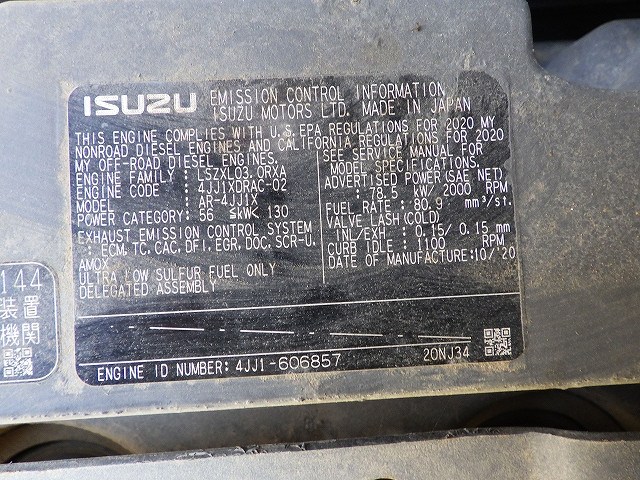 ISUZU EMISSION CONTROL INFORMATION
ISUZU MOTORS LTD. MADE IN JAPAN
THIS ENGINE COMPLIES WITH U.S.EPA REGULATIONS FOR 2020 MY
NONROAD DIESEL ENGINES AND CALIFORNIA REGULATIONS FOR 2020
MY OFF-ROAD DIESEL ENGINES.
ENGINE FAMILY : LSZXL03.0RXA
ENGINE CODE : 4JJ1XDRAC-02
MODEL : AR-4JJ1X
POWER CATEGORY: 56 ≦kW< 130
EXHAUST EMISSION CONTROL SYSTEM
: ECM,TC,CAC,DFI,EGR,DOC,SCR-U,
AMOX
ULTRA LOW SULFUR FUEL ONLY
DELEGATED ASSEMBLY
SEE SERVICE MANUAL FOR
MODEL SPECIFICATIONS.
ADVERTISED POWER(SAE NET)
: 78.5 kW/ 2000 RPM
FUEL RATE : 80.9 mm³/st.
VALVE LASH(COLD)
INL/EXH : 0.15/ 0.15 mm
CURB IDLE : 1100 RPM
DATE OF MANUFACTURE:10/'20
ENGINE ID NUMBER: 4JJ1-606857 20NJ34
144
装置
機関